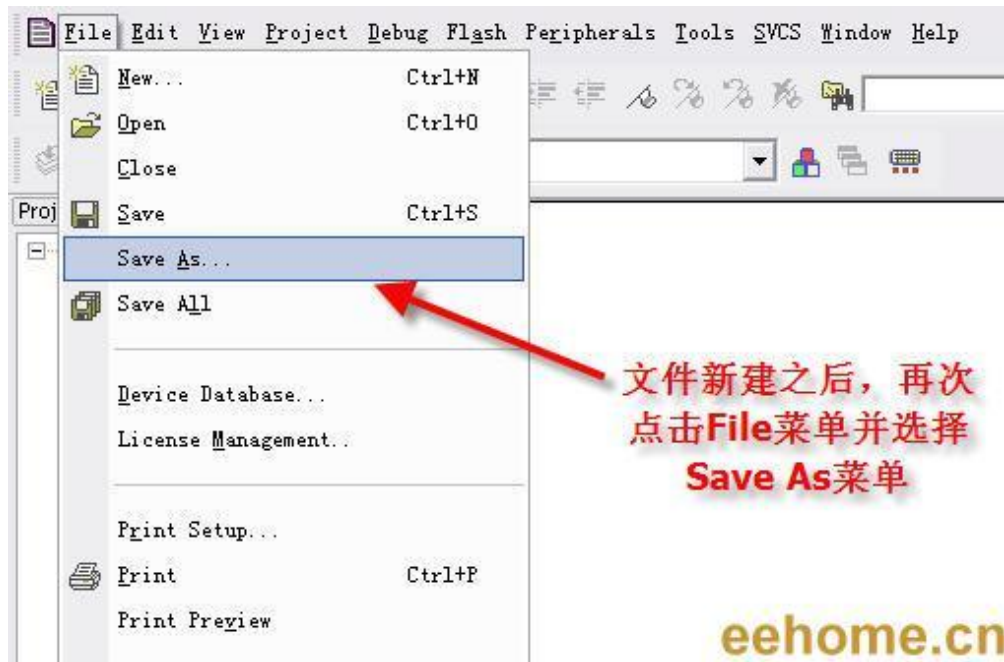 File Edit View Project Debug Flash Peripherals Tools SVCS Window Help
New... Ctrl+N
Open Ctrl+O
Close
Proj
Save Ctrl+S
Save As...
Save All
Device Database...
License Management..
文件新建之后，再次
点击File菜单并选择
Save As菜单
Print Setup...
Print Ctrl+P
Print Preview
eehome.cn